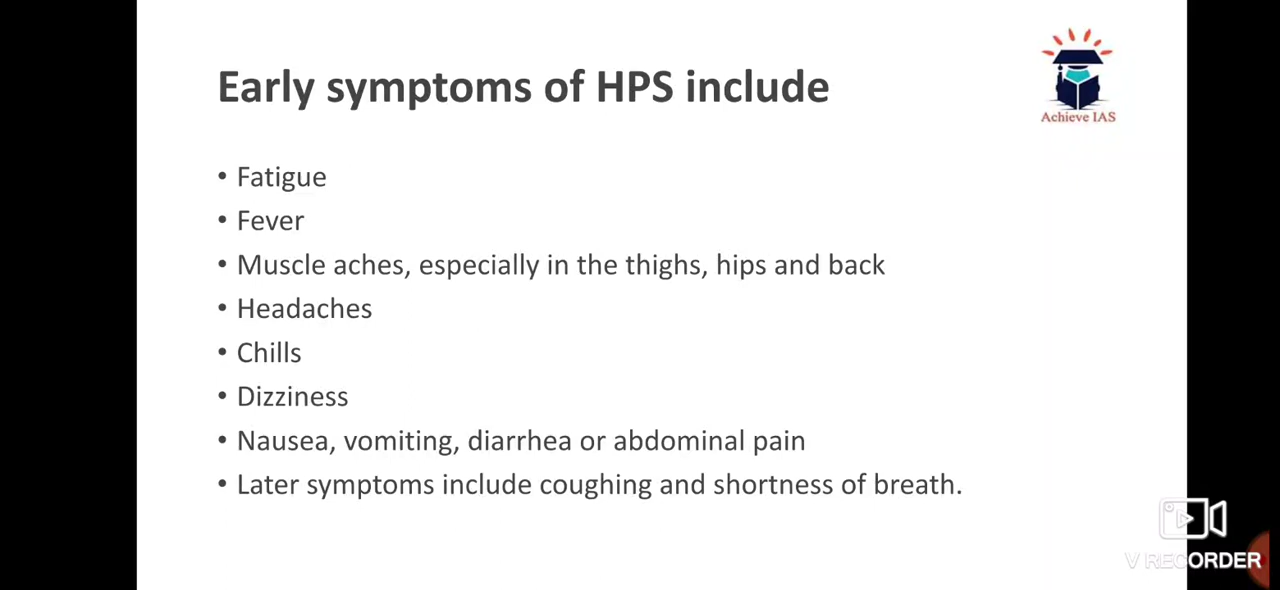 Early symptoms of HPS include
Achieve IAS
• Fatigue
• Fever
• Muscle aches, especially in the thighs, hips and back
• Headaches
• Chills
• Dizziness
• Nausea, vomiting, diarrhea or abdominal pain
• Later symptoms include coughing and shortness of breath.
V RECORDER